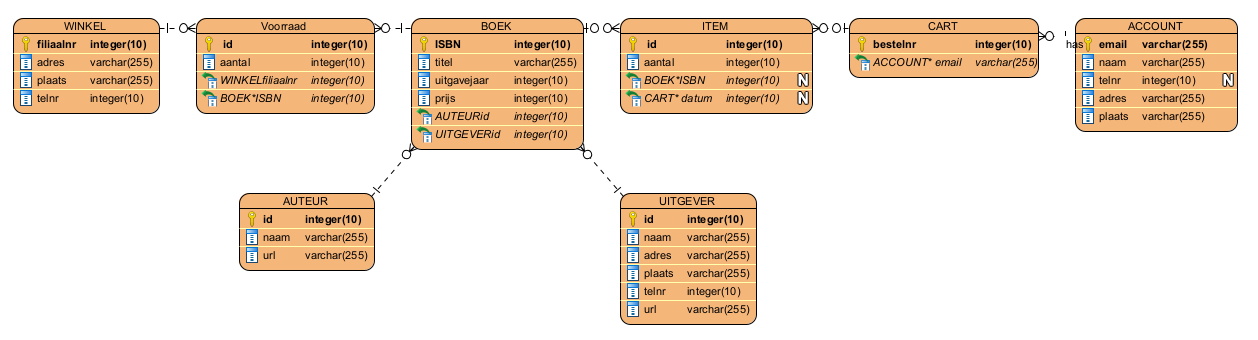 WINKEL
filiaalnr integer(10)
adres varchar(255)
plaats varchar(255)
telnr integer(10)
Voorraad
id integer(10)
aantal integer(10)
WINKELfiliaalnr integer(10)
BOEK*ISBN integer(10)
BOEK
ISBN integer(10)
titel varchar(255)
uitgavejaar integer(10)
prijs integer(10)
AUTEURid integer(10)
UITGEVERid integer(10)
ITEM
id integer(10)
aantal integer(10)
BOEK*ISBN integer(10) N
CART* datum integer(10) N
CART
bestelnr integer(10)
ACCOUNT* email varchar(255)
has
ACCOUNT
email varchar(255)
naam varchar(255)
telnr integer(10) N
adres varchar(255)
plaats varchar(255)
AUTEUR
id integer(10)
naam varchar(255)
url varchar(255)
UITGEVER
id integer(10)
naam varchar(255)
adres varchar(255)
plaats varchar(255)
telnr integer(10)
url varchar(255)